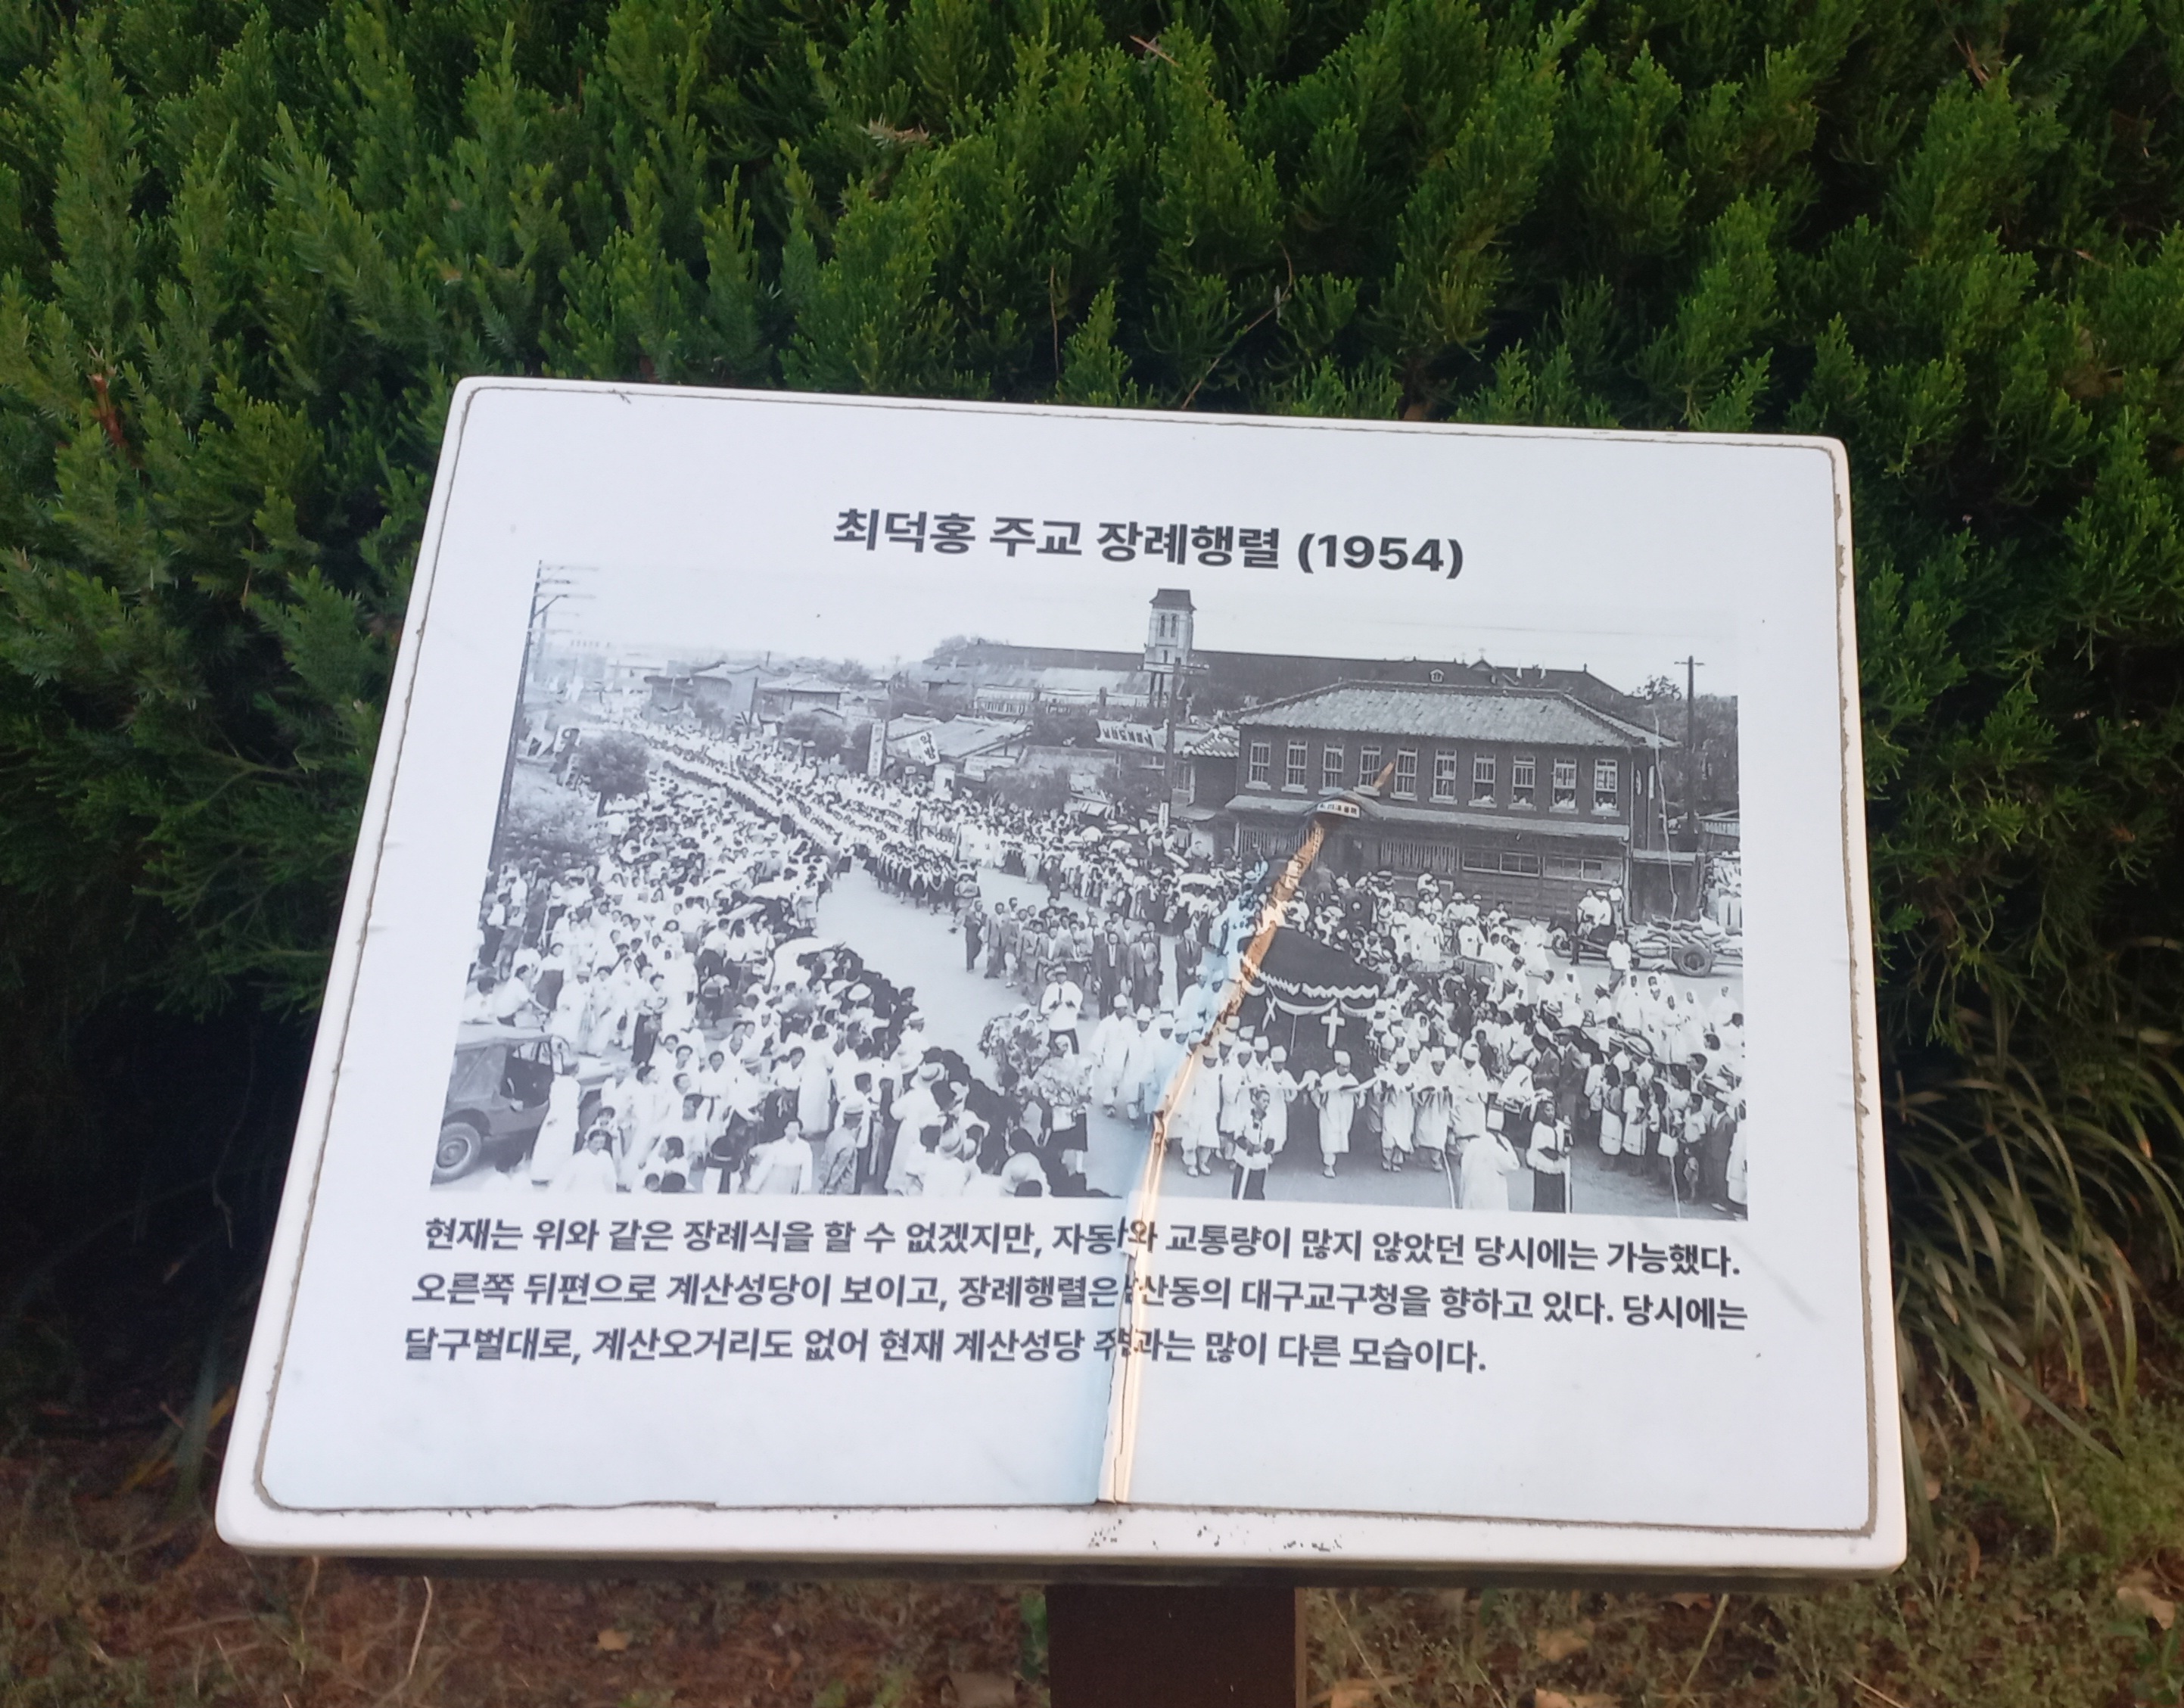 최덕홍 주교 장례행렬 (1954)
약방
현재는 위와 같은 장례식을 할 수 없겠지만, 교통량이 많지 않았던 당시에는 가능했다.
오른쪽 뒤편으로 계산성당이 보이고, 장례행렬은 대구교구청을 향하고 있다. 당시에는
달구벌대로, 계산오거리도 없어 현재 계산성당 많이 다른 모습이다.